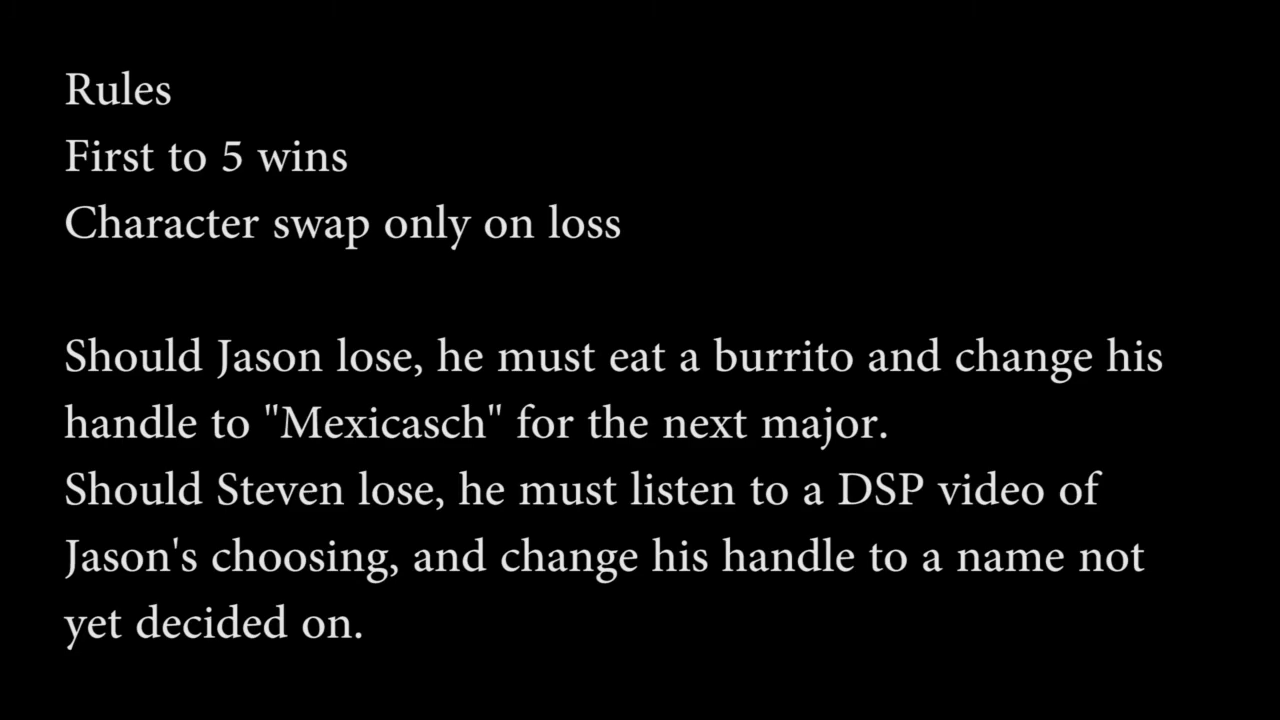 Rules
First to 5 wins
Character swap only on loss
Should Jason lose, he must eat a burrito and change his
handle to "Mexicasch" for the next major.
Should Steven lose, he must listen to a DSP video of
Jason's choosing, and change his handle to a name not
yet decided on.